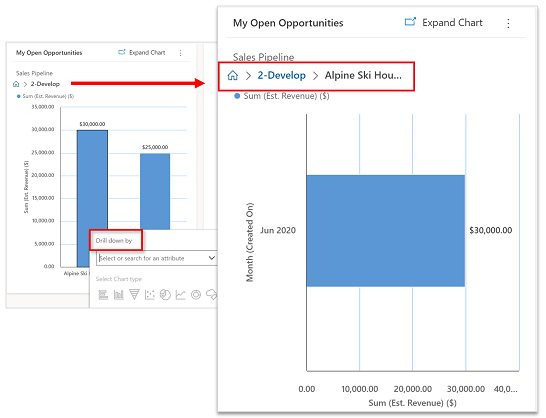 My Open Opportunities
Expand Chart
Sales Pipeline
2-Develop
Sum (Est. Revenue) ($)
35,000.00
30,000.00
25,000.00
20,000.00
15,000.00
10,000.00
5,000.00
0.00
Sum (Est. Revenue) ($)
$30,000.00
$25,000.00
Alpine Ski
Drill down by
Select or search for an attribute
Select Chart type
My Open Opportunities
Expand Chart
Sales Pipeline
2-Develop > Alpine Ski Hou...
Sum (Est. Revenue) ($)
Month (Created On)
Jun 2020
$30,000.00
0.00 10,000.00 20,000.00 30,000.00 40,...
Sum (Est. Revenue) ($)